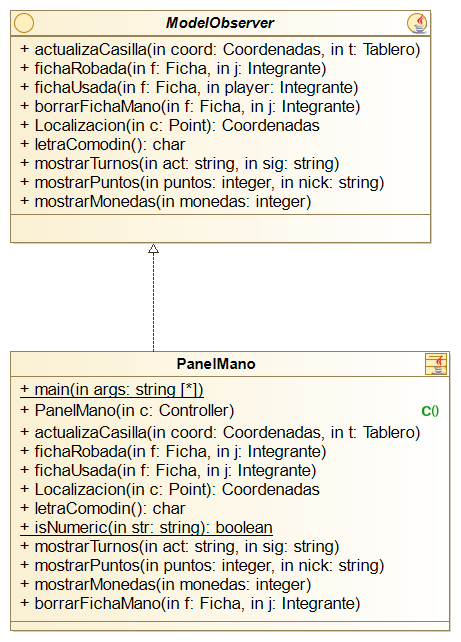 ModelObserver
+ actualizaCasilla(in coord: Coordenadas, in t: Tablero)
+ fichaRobada(in f: Ficha, in j: Integrante)
+ fichaUsada(in f: Ficha, in player: Integrante)
+ borrarFichaMano(in f: Ficha, in j: Integrante)
+ Localizacion(in c: Point): Coordenadas
+ letraComodin(): char
+ mostrarTurnos(in act: string, in sig: string)
+ mostrarPuntos(in puntos: integer, in nick: string)
+ mostrarMonedas(in monedas: integer)
PanelMano
+ main(in args: string [*])
+ PanelMano(in c: Controller) C()
+ actualizaCasilla(in coord: Coordenadas, in t: Tablero)
+ fichaRobada(in f: Ficha, in j: Integrante)
+ fichaUsada(in f: Ficha, in j: Integrante)
+ Localizacion(in c: Point): Coordenadas
+ letraComodin(): char
+ isNumeric(in str: string): boolean
+ mostrarTurnos(in act: string, in sig: string)
+ mostrarPuntos(in puntos: integer, in nick: string)
+ mostrarMonedas(in monedas: integer)
+ borrarFichaMano(in f: Ficha, in j: Integrante)